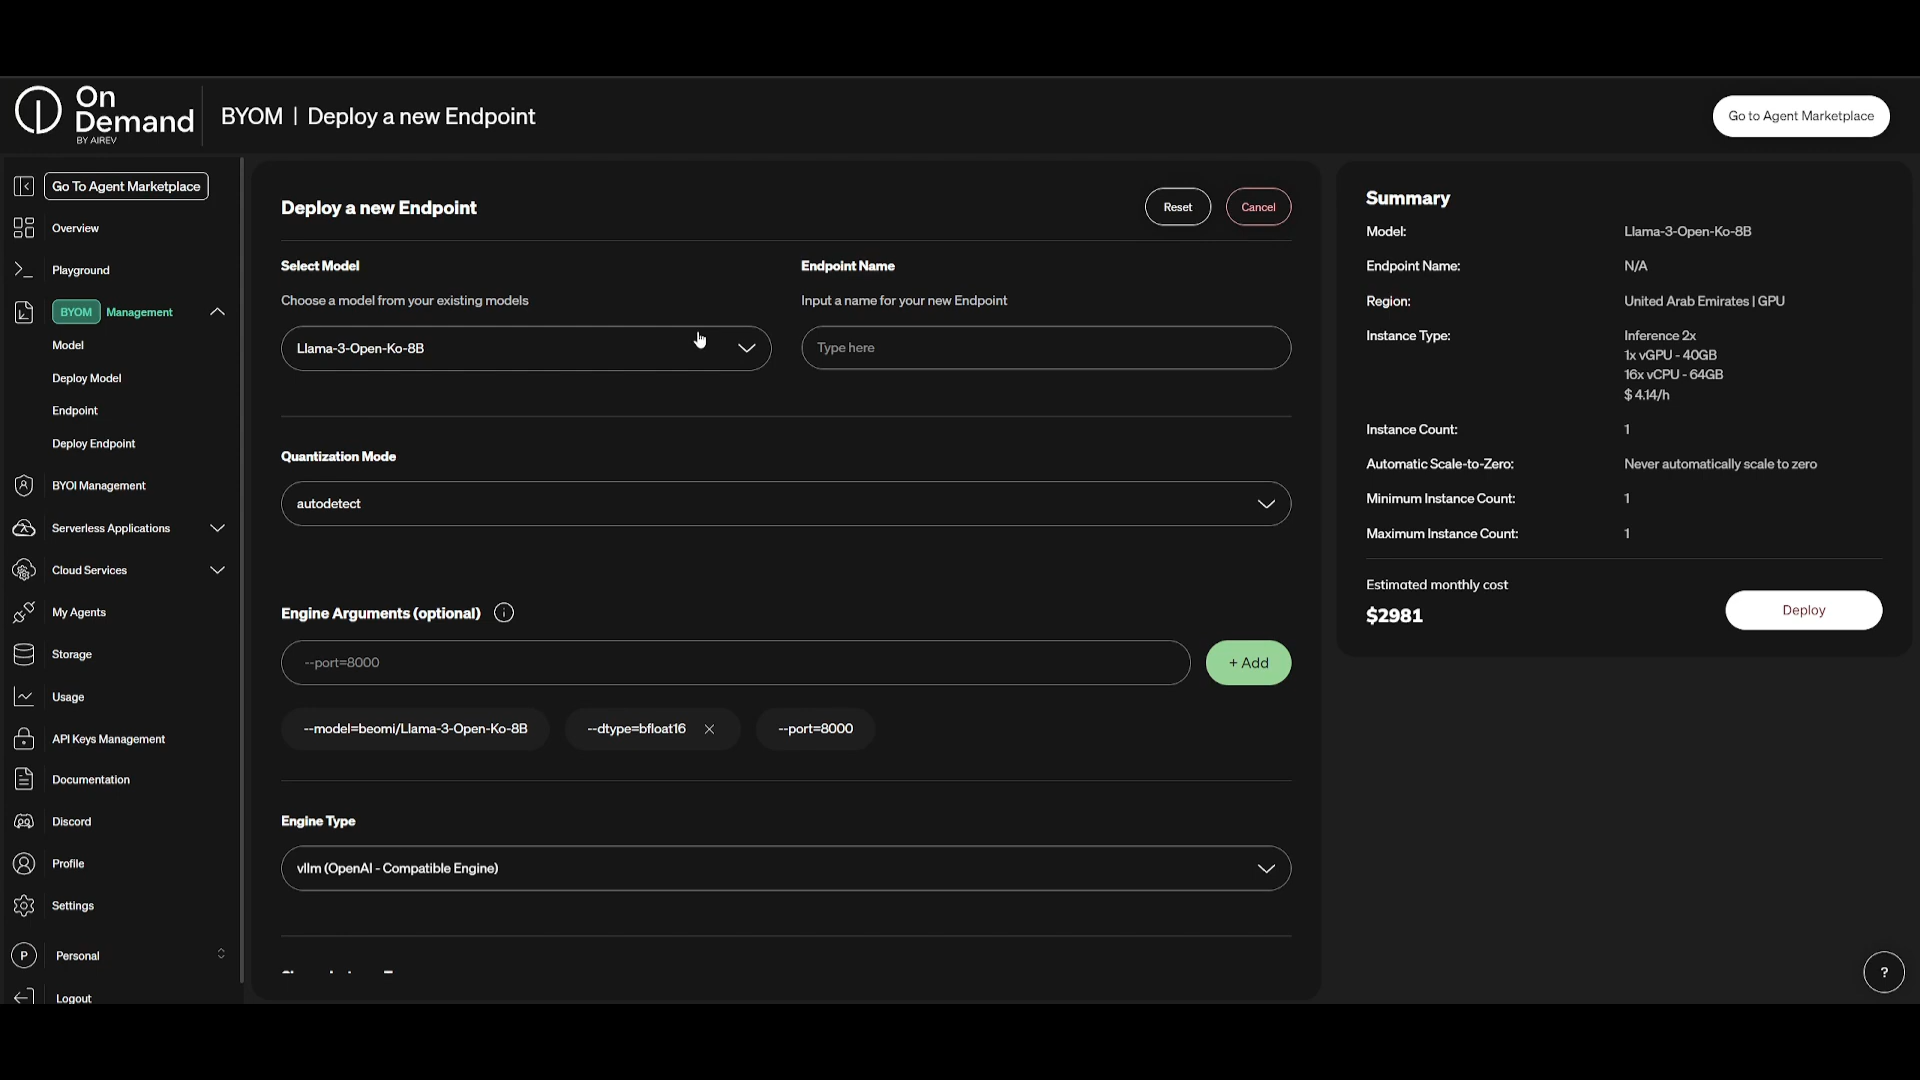 On
Demand
BY AIREV
BYOM | Deploy a new Endpoint
Go to Agent Marketplace
Go To Agent Marketplace
Overview
Playground
BYOM Management
Model
Deploy Model
Endpoint
Deploy Endpoint
BYOI Management
Serverless Applications
Cloud Services
My Agents
Storage
Usage
API Keys Management
Documentation
Discord
Profile
Settings
P Personal
Logout
Deploy a new Endpoint
Reset
Cancel
Select Model
Choose a model from your existing models
Llama-3-Open-Ko-8B
Endpoint Name
Input a name for your new Endpoint
Type here
Quantization Mode
autodetect
Engine Arguments (optional)
--port=8000
+ Add
--model=beomi/Llama-3-Open-Ko-8B
--dtype=bfloat16
--port=8000
Engine Type
vllm (OpenAI - Compatible Engine)
Summary
Model: Llama-3-Open-Ko-8B
Endpoint Name: N/A
Region: United Arab Emirates | GPU
Instance Type: Inference 2x
1x vGPU - 40GB
16x vCPU - 64GB
$ 4.14/h
Instance Count: 1
Automatic Scale-to-Zero: Never automatically scale to zero
Minimum Instance Count: 1
Maximum Instance Count: 1
Estimated monthly cost
$2981
Deploy
?